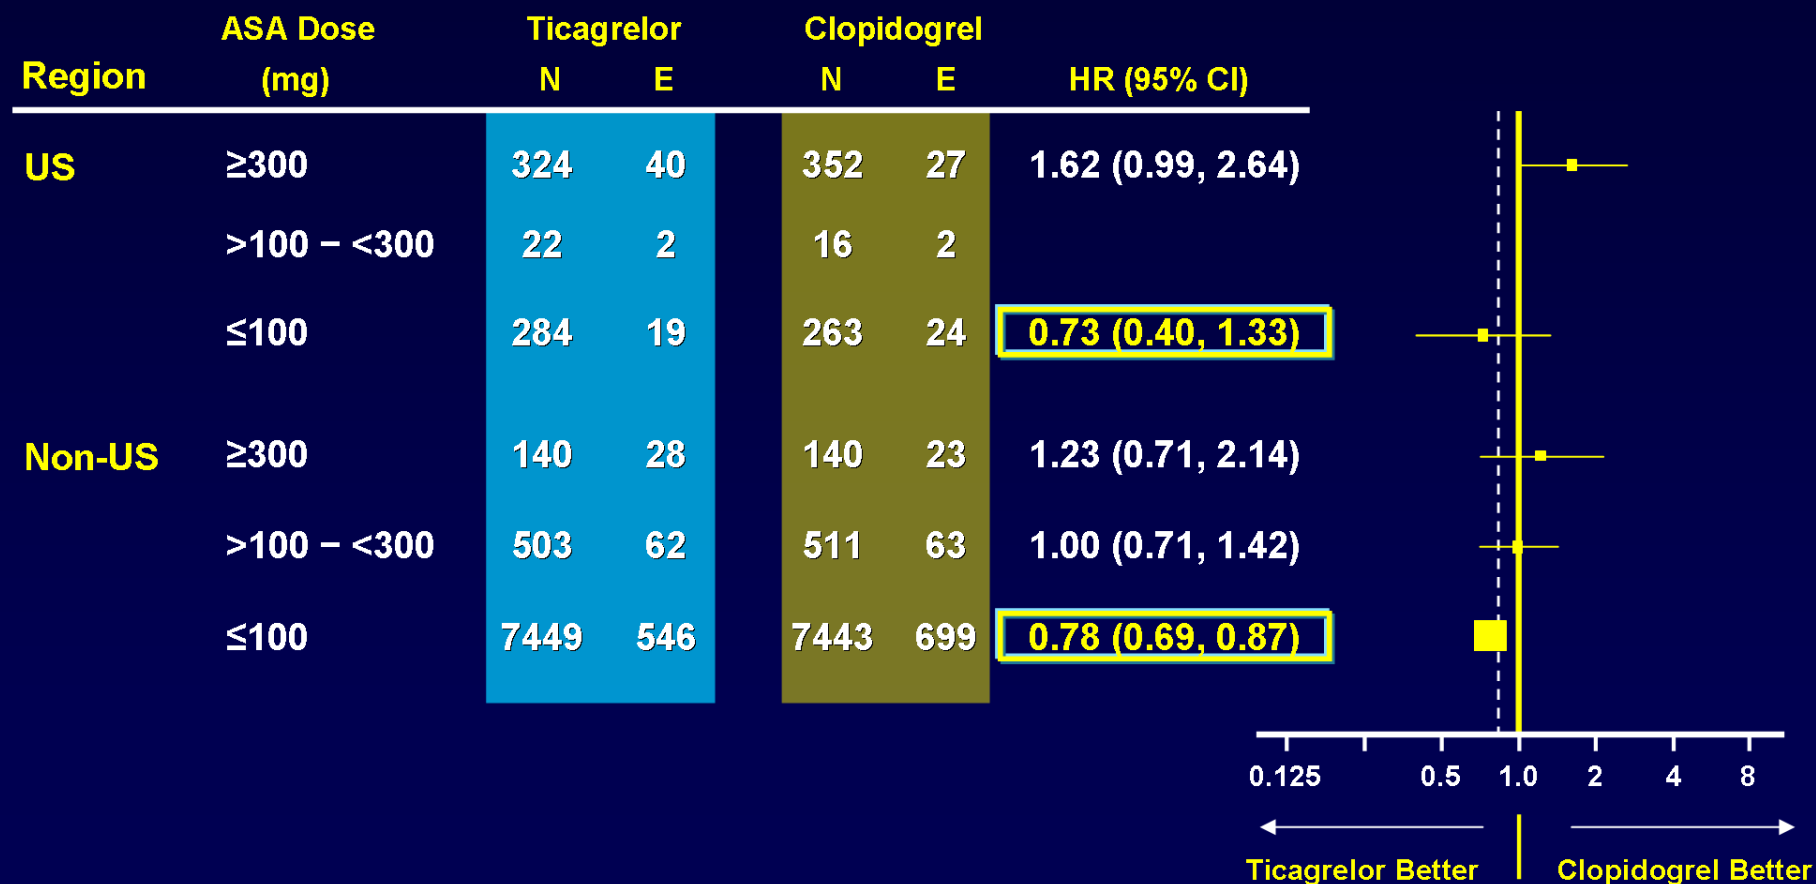 ASA Dose Ticagrelor Clopidogrel
Region (mg) N E N E HR (95% CI)
US ≥300 324 40 352 27 1.62 (0.99, 2.64)
>100 – <300 22 2 16 2
≤100 284 19 263 24 0.73 (0.40, 1.33)
Non-US ≥300 140 28 140 23 1.23 (0.71, 2.14)
>100 – <300 503 62 511 63 1.00 (0.71, 1.42)
≤100 7449 546 7443 699 0.78 (0.69, 0.87)
0.125 0.5 1.0 2 4 8
Ticagrelor Better Clopidogrel Better